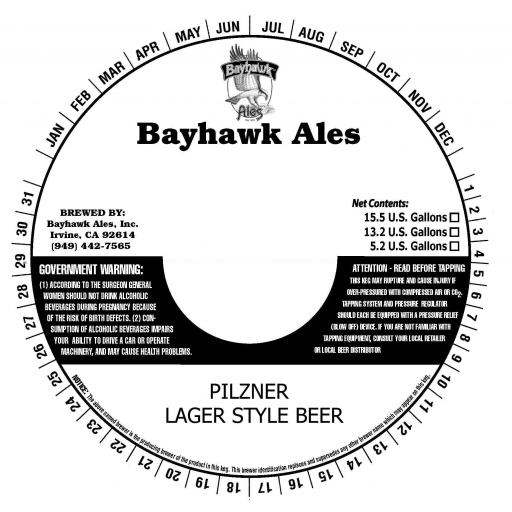 JAN FEB MAR APR MAY JUN JUL AUG SEP OCT NOV DEC
Bayhawk
Ales
Bayhawk Ales
BREWED BY:
Bayhawk Ales, Inc.
Irvine, CA 92614
(949) 442-7565
Net Contents:
15.5 U.S. Gallons
13.2 U.S. Gallons
5.2 U.S. Gallons
GOVERNMENT WARNING:
(1) ACCORDING TO THE SURGEON GENERAL
WOMEN SHOULD NOT DRINK ALCOHOLIC
BEVERAGES DURING PREGNANCY BECAUSE
OF THE RISK OF BIRTH DEFECTS. (2) CON-
SUMPTION OF ALCOHOLIC BEVERAGES IMPAIRS
YOUR ABILITY TO DRIVE A CAR OR OPERATE
MACHINERY, AND MAY CAUSE HEALTH PROBLEMS.
ATTENTION - READ BEFORE TAPPING
THIS KEG MAY RUPTURE AND CAUSE INJURY IF
OVER-PRESSURED WITH COMPRESSED AIR OR CO2.
TAPPING SYSTEM AND PRESSURE REGULATOR
SHOULD EACH BE EQUIPPED WITH A PRESSURE RELIEF
(BLOW OFF) DEVICE. IF YOU ARE NOT FAMILIAR WITH
TAPPING EQUIPMENT, CONSULT YOUR LOCAL RETAILER
OR LOCAL BEER DISTRIBUTOR
PILZNER
LAGER STYLE BEER
NOTICE: The above named brewer is the producing brewer of the product in this keg. This brewer identification replaces and supersedes any other brewer name which may appear on this keg.
1 2 3 4 5 6 7 8 9 10 11 12 13 14 15 16 17 18 19 20 21 22 23 24 25 26 27 28 29 30 31